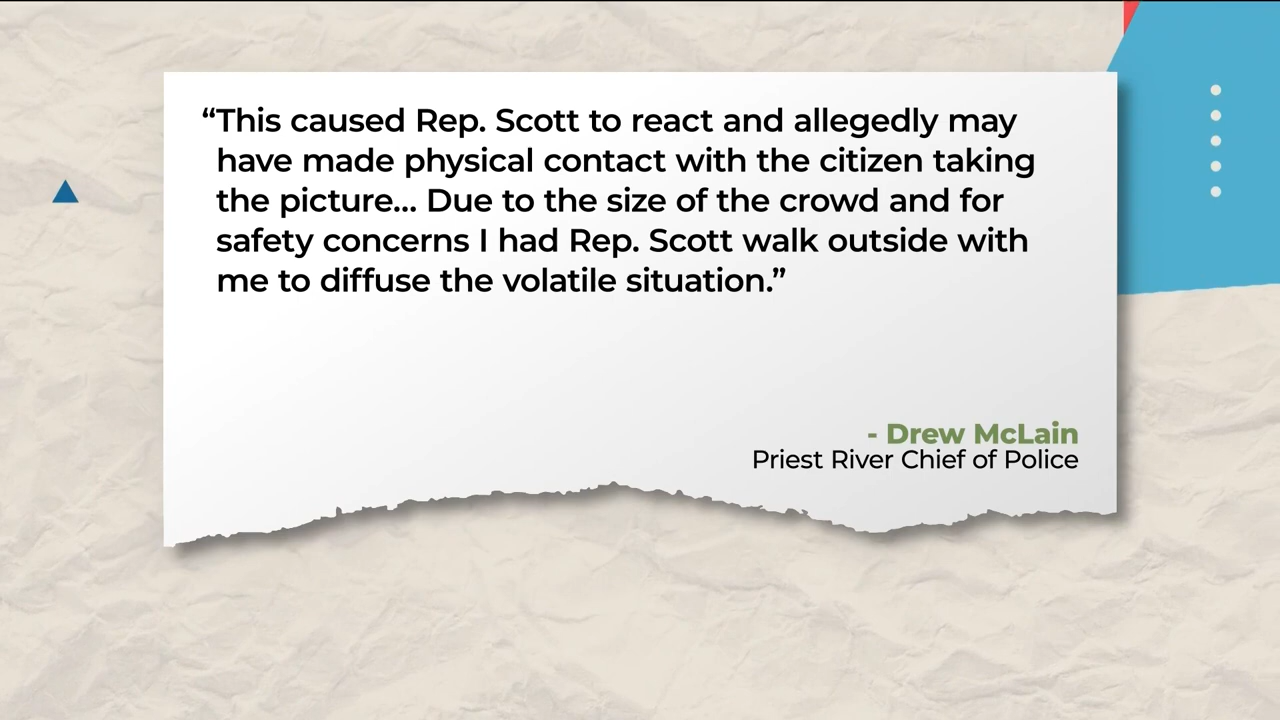 “This caused Rep. Scott to react and allegedly may
have made physical contact with the citizen taking
the picture... Due to the size of the crowd and for
safety concerns I had Rep. Scott walk outside with
me to diffuse the volatile situation.”
- Drew McLain
Priest River Chief of Police